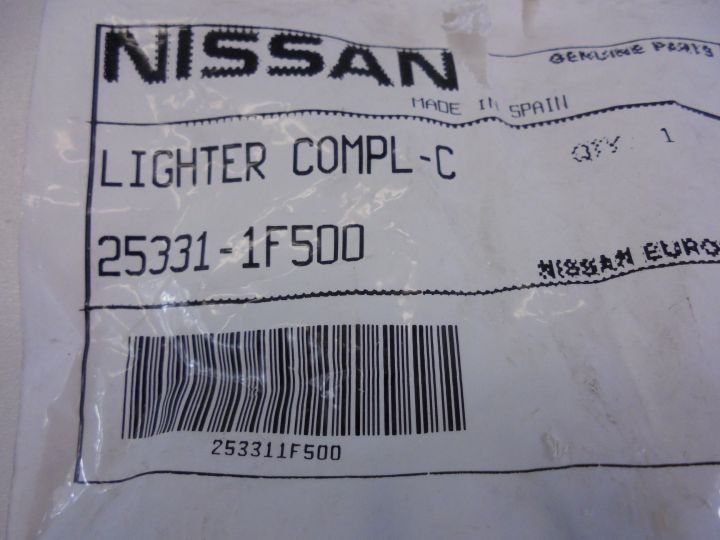 NISSAN
GENUINE PARTS
MADE IN SPAIN
LIGHTER COMPL-C
QTY: 1
25331-1F500
NISSAN EURO
253311F500